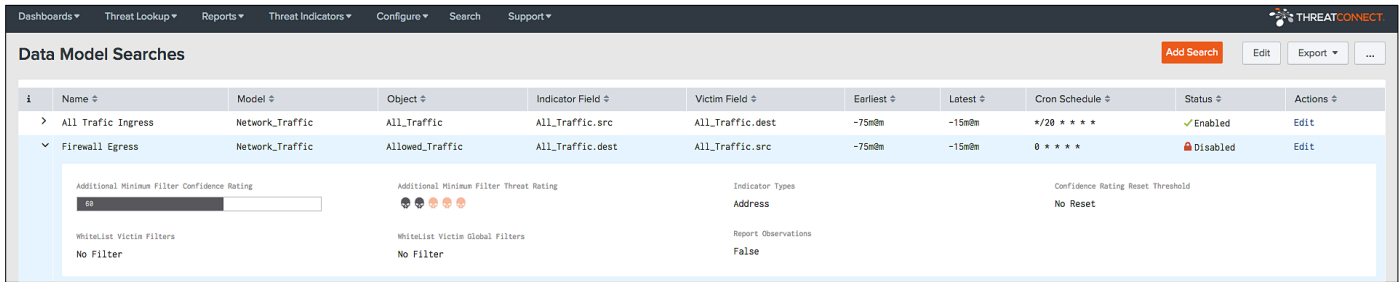 Dashboards Threat Lookup Reports Threat Indicators Configure Search Support THREATCONNECT.
Data Model Searches Add Search Edit Export ...
i Name Model Object Indicator Field Victim Field Earliest Latest Cron Schedule Status Actions
All Trafic Ingress Network_Traffic All_Traffic All_Traffic.src All_Traffic.dest -75m@m -15m@m */20 * * * * Enabled Edit
Firewall Egress Network_Traffic Allowed_Traffic All_Traffic.dest All_Traffic.src -75m@m -15m@m 0 * * * * Disabled Edit
Additional Minimum Filter Confidence Rating Additional Minimum Filter Threat Rating Indicator Types Confidence Rating Reset Threshold
60 Address No Reset
WhiteList Victim Filters WhiteList Victim Global Filters Report Observations
No Filter No Filter False